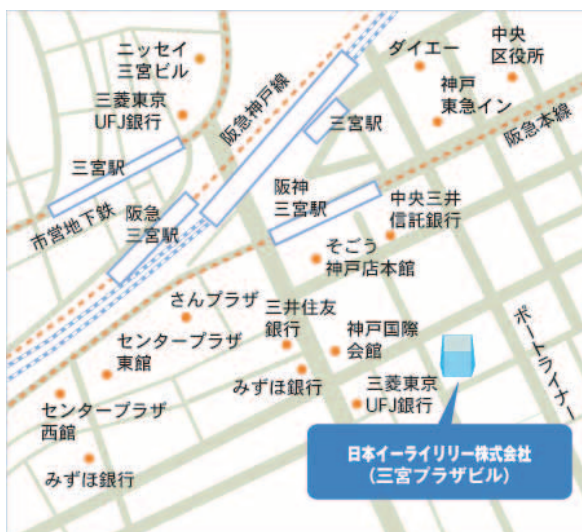 ニッセイ
三宮ビル
ダイエー
中央
区役所
三菱東京
UFJ銀行
阪急神戸線
神戸
東急イン
三宮駅
阪急本線
三宮駅
市営地下鉄
阪急
三宮駅
阪神
三宮駅
中央三井
信託銀行
そごう
神戸店本館
さんプラザ
三井住友
銀行
神戸国際
会館
ポートライナー
センタープラザ
東館
みずほ銀行
三菱東京
UFJ銀行
センタープラザ
西館
みずほ銀行
日本イーライリリー株式会社
(三宮プラザビル)